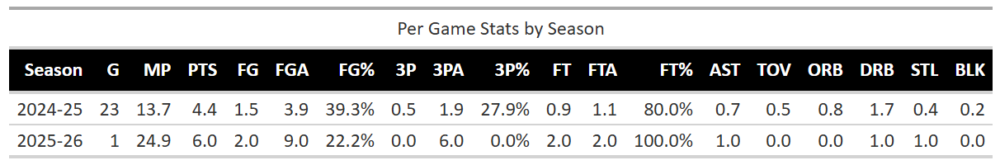 Per Game Stats by Season
Season G MP PTS FG FGA FG% 3P 3PA 3P% FT FTA FT% AST TOV ORB DRB STL BLK
2024-25 23 13.7 4.4 1.5 3.9 39.3% 0.5 1.9 27.9% 0.9 1.1 80.0% 0.7 0.5 0.8 1.7 0.4 0.2
2025-26 1 24.9 6.0 2.0 9.0 22.2% 0.0 6.0 0.0% 2.0 2.0 100.0% 1.0 0.0 0.0 1.0 1.0 0.0